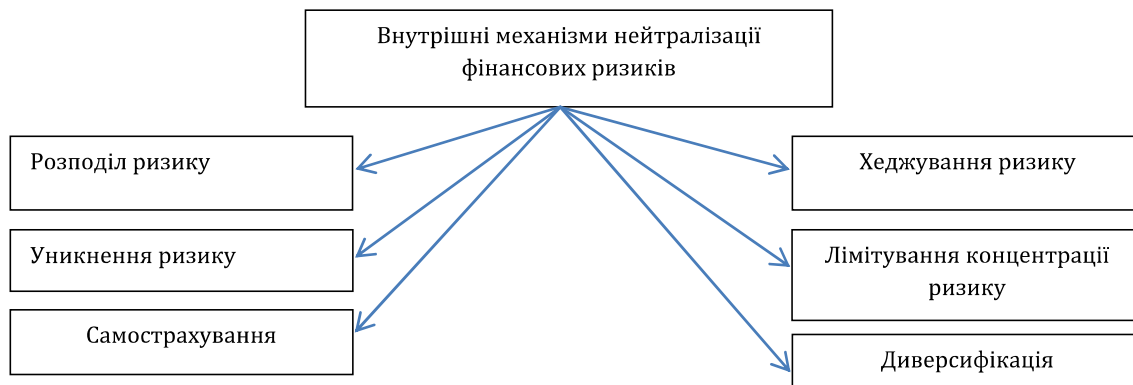 Внутрішні механізми нейтралізації
фінансових ризиків
Розподіл ризику
Уникнення ризику
Самострахування
Хеджування ризику
Лімітування концентрації
ризику
Диверсифікація